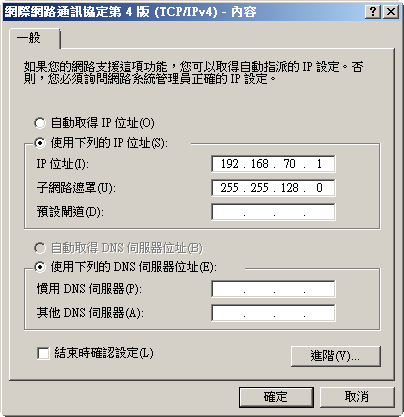 網際網路通訊協定第 4 版 (TCP/IPv4) - 內容
一般
如果您的網路支援這項功能，您可以取得自動指派的 IP 設定。否
則，您必須詢問網路系統管理員正確的 IP 設定。
自動取得 IP 位址(O)
使用下列的 IP 位址(S):
IP 位址(I): 192 . 168 . 70 . 1
子網路遮罩(U): 255 . 255 . 128 . 0
預設閘道(D): . . .
自動取得 DNS 伺服器位址(B)
使用下列的 DNS 伺服器位址(E):
慣用 DNS 伺服器(P): . . .
其他 DNS 伺服器(A): . . .
結束時確認設定(L)
進階(V)...
確定 取消